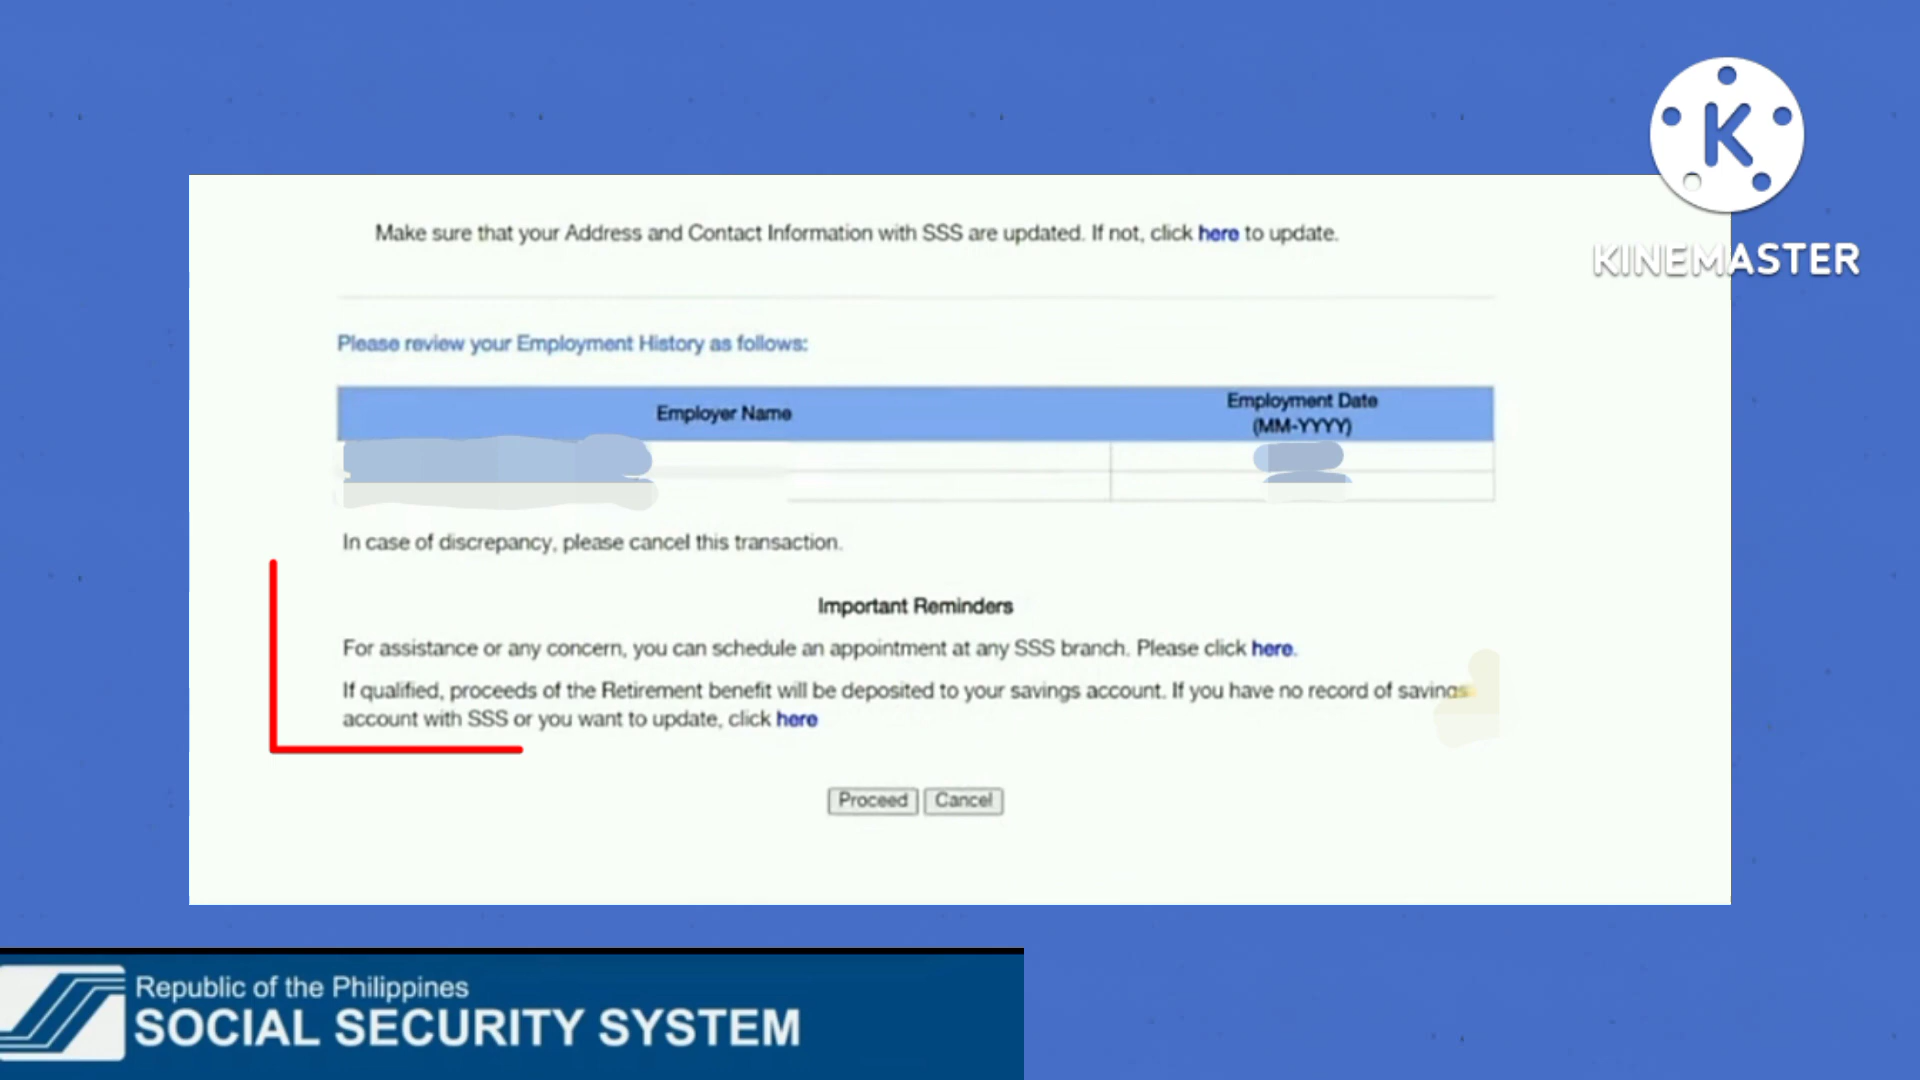 Make sure that your Address and Contact Information with SSS are updated. If not, click here to update.
Please review your Employment History as follows:
Employer Name
Employment Date
(MM-YYYY)
In case of discrepancy, please cancel this transaction.
Important Reminders
For assistance or any concern, you can schedule an appointment at any SSS branch. Please click here.
If qualified, proceeds of the Retirement benefit will be deposited to your savings account. If you have no record of savings
account with SSS or you want to update, click here
Proceed Cancel
K
KINEMASTER
Republic of the Philippines
SOCIAL SECURITY SYSTEM